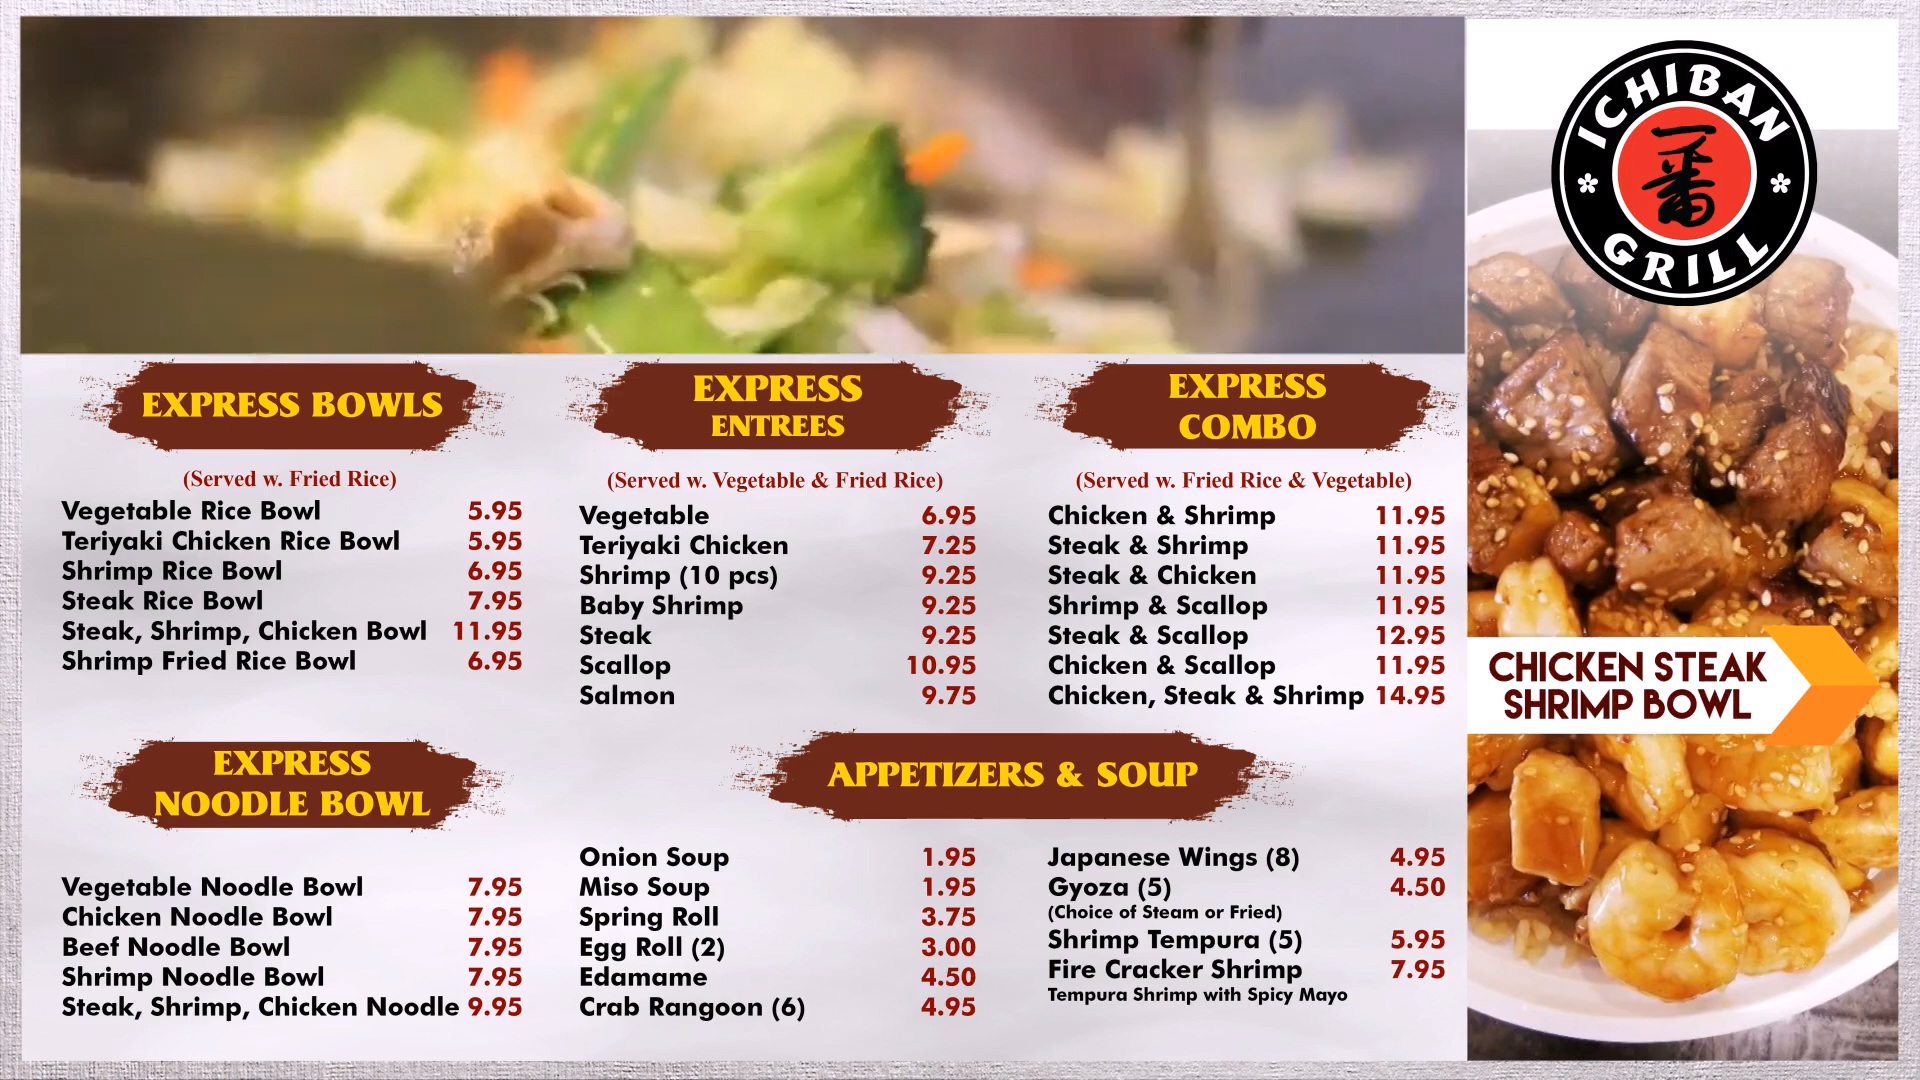 EXPRESS BOWLS
(Served w. Fried Rice)
Vegetable Rice Bowl 5.95
Teriyaki Chicken Rice Bowl 5.95
Shrimp Rice Bowl 6.95
Steak Rice Bowl 7.95
Steak, Shrimp, Chicken Bowl 11.95
Shrimp Fried Rice Bowl 6.95
EXPRESS
NOODLE BOWL
Vegetable Noodle Bowl 7.95
Chicken Noodle Bowl 7.95
Beef Noodle Bowl 7.95
Shrimp Noodle Bowl 7.95
Steak, Shrimp, Chicken Noodle 9.95
EXPRESS
ENTREES
(Served w. Vegetable & Fried Rice)
Vegetable 6.95
Teriyaki Chicken 7.25
Shrimp (10 pcs) 9.25
Baby Shrimp 9.25
Steak 9.25
Scallop 10.95
Salmon 9.75
EXPRESS
COMBO
(Served w. Fried Rice & Vegetable)
Chicken & Shrimp 11.95
Steak & Shrimp 11.95
Steak & Chicken 11.95
Shrimp & Scallop 11.95
Steak & Scallop 12.95
Chicken & Scallop 11.95
Chicken, Steak & Shrimp 14.95
APPETIZERS & SOUP
Onion Soup 1.95
Miso Soup 1.95
Spring Roll 3.75
Egg Roll (2) 3.00
Edamame 4.50
Crab Rangoon (6) 4.95
Japanese Wings (8) 4.95
Gyoza (5) 4.50
(Choice of Steam or Fried)
Shrimp Tempura (5) 5.95
Fire Cracker Shrimp 7.95
Tempura Shrimp with Spicy Mayo
ICHIBAN
一番
GRILL
CHICKEN STEAK
SHRIMP BOWL